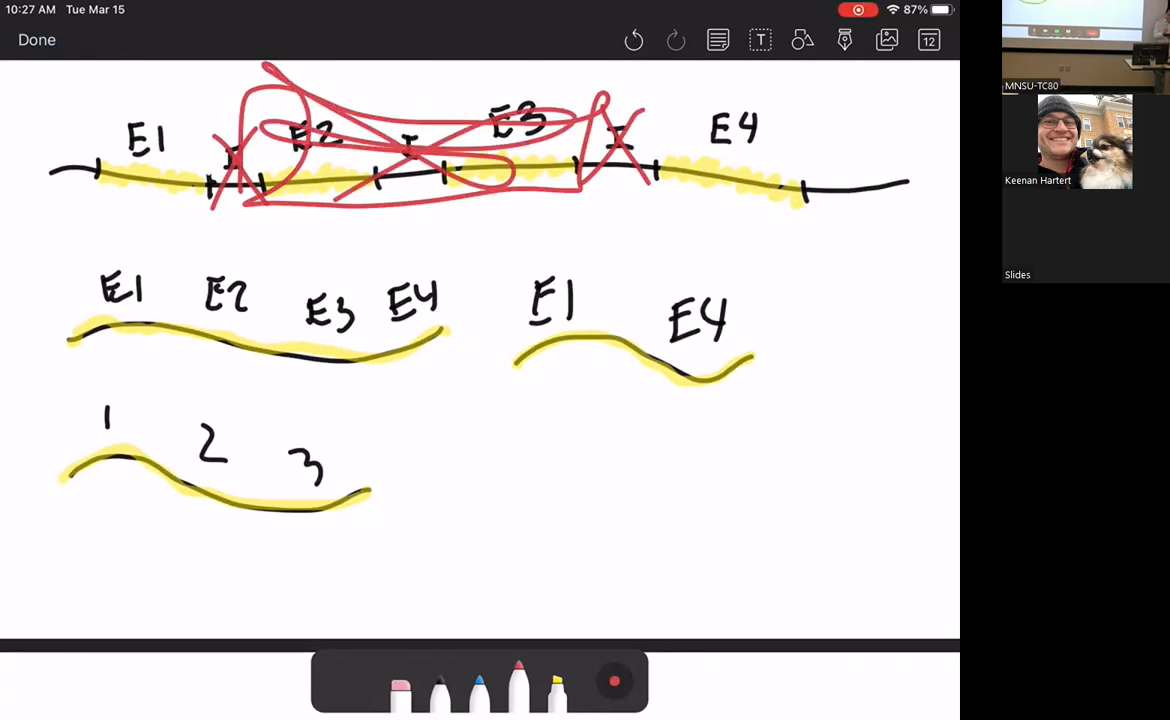 10:27 AM Tue Mar 15
87%
Done
T
12
E1 I E2 I E3 I E4
E1 E2 E3 E4
E1 E4
1 2 3
MNSU-TC80
Keenan Hartert
Slides